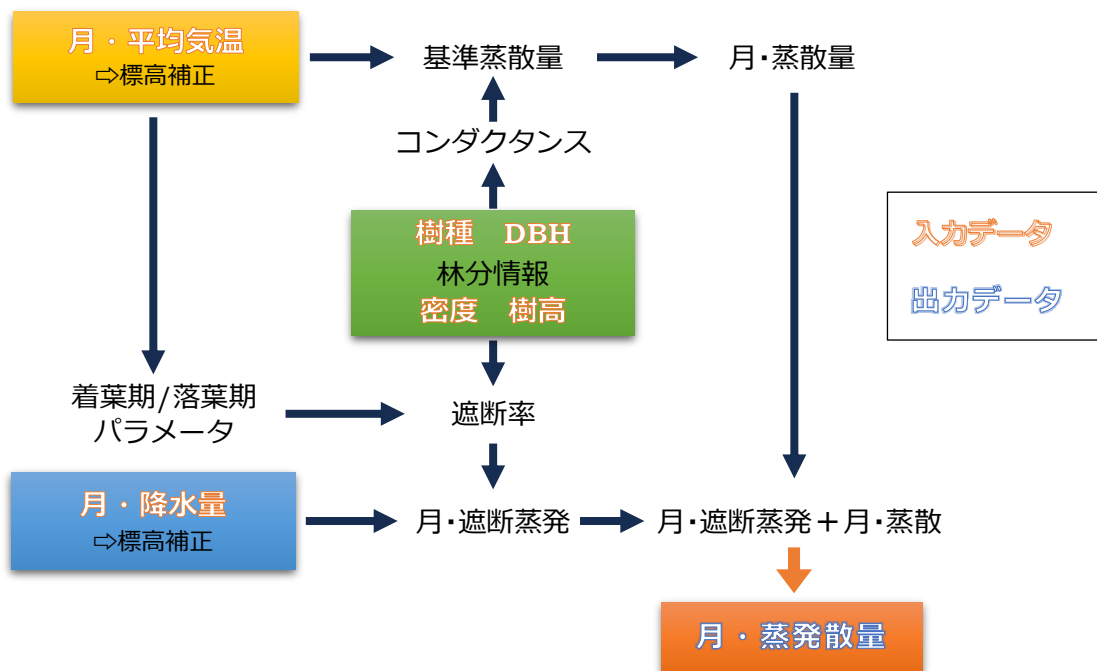 月・平均気温
⇨標高補正
基準蒸散量
月・蒸散量
コンダクタンス
樹種 DBH
林分情報
密度 樹高
入力データ
出力データ
着葉期/落葉期
パラメータ
遮断率
月・降水量
⇨標高補正
月・遮断蒸発
月・遮断蒸発＋月・蒸散
月・蒸発散量